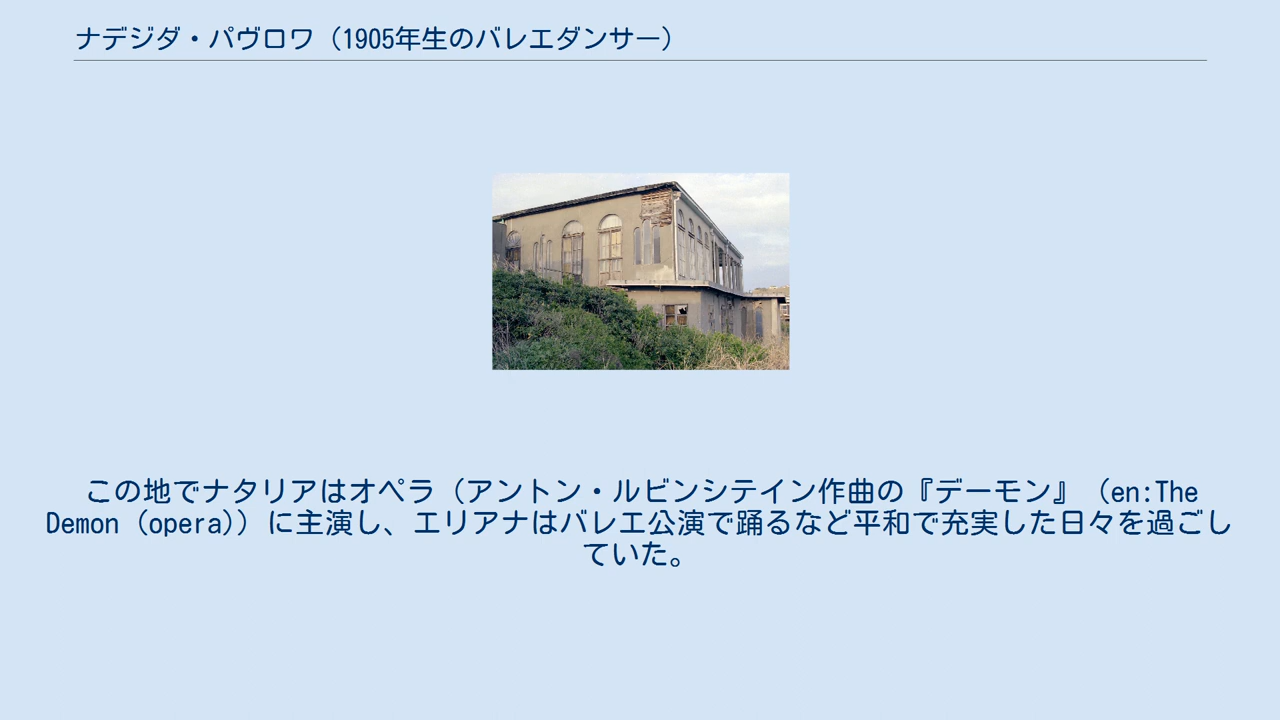 ナデジダ・パヴロワ（1905年生のバレエダンサー）
この地でナタリアはオペラ（アントン・ルビンシテイン作曲の『デーモン』（en:The
Demon (opera)）に主演し、エリアナはバレエ公演で踊るなど平和で充実した日々を過ごし
ていた。